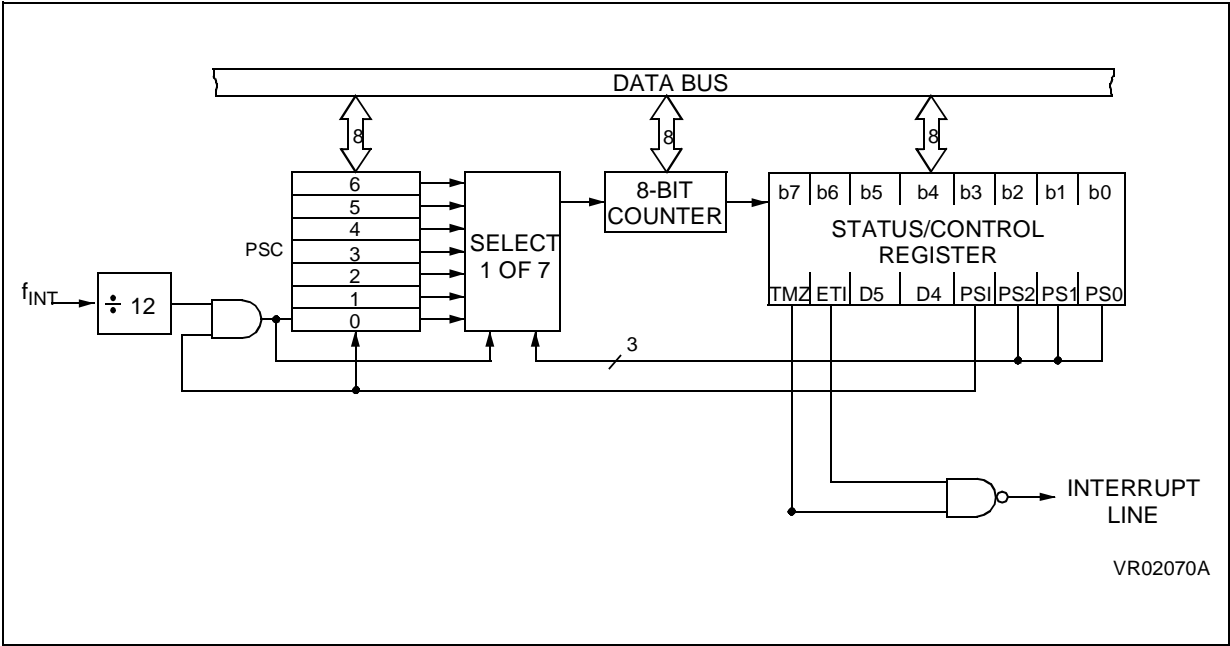 DATA BUS
8
8
8
6
5
4
3
2
1
0
PSC
SELECT
1 OF 7
8-BIT
COUNTER
b7 b6 b5 b4 b3 b2 b1 b0
STATUS/CONTROL
REGISTER
TMZ ETI D5 D4 PSI PS2 PS1 PS0
fINT
÷ 12
3
INTERRUPT
LINE
VR02070A